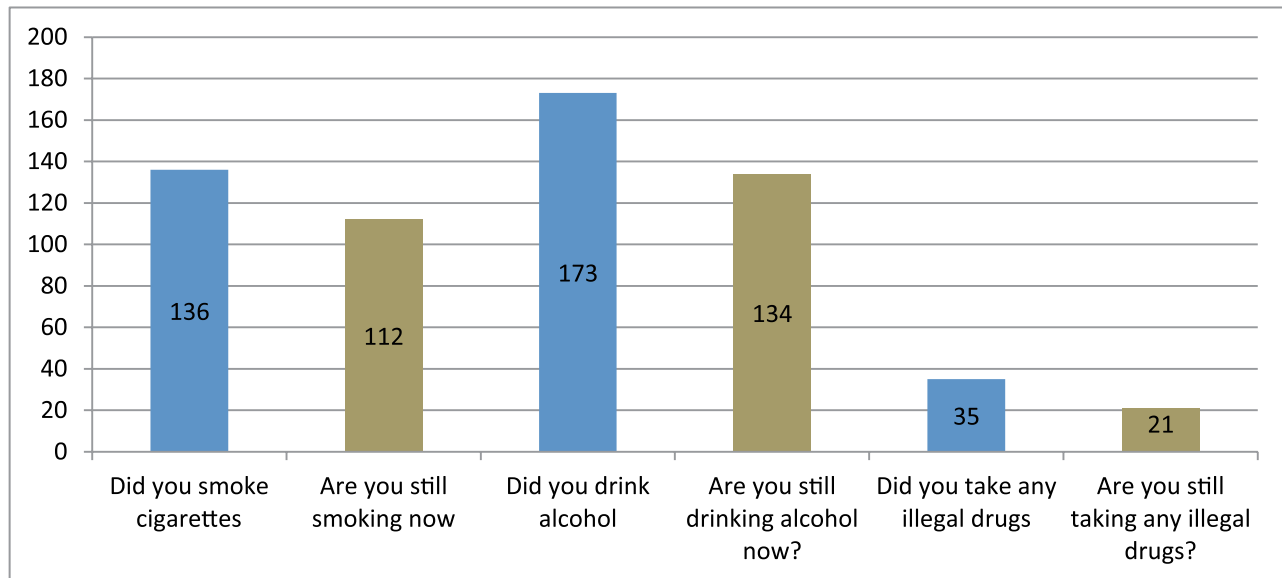 200
180
160
140
120
100
80
60
40
20
0
136
112
173
134
35
21
Did you smoke
cigarettes
Are you still
smoking now
Did you drink
alcohol
Are you still
drinking alcohol
now?
Did you take any
illegal drugs
Are you still
taking any illegal
drugs?